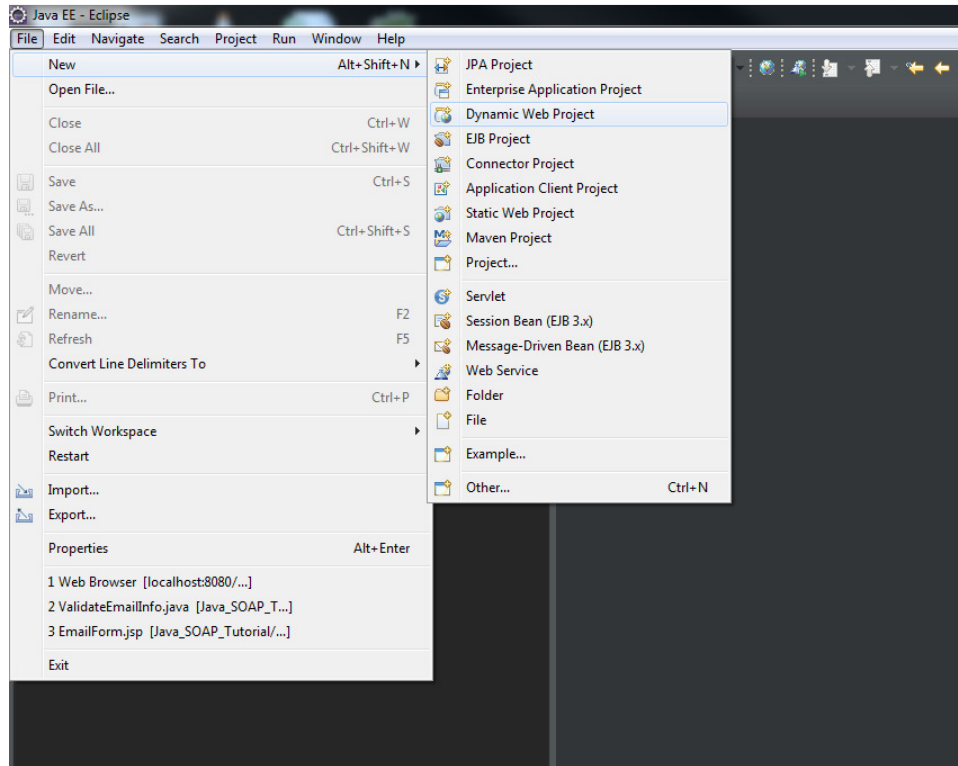 Java EE - Eclipse
File Edit Navigate Search Project Run Window Help
New Alt+Shift+N
Open File...
Close Ctrl+W
Close All Ctrl+Shift+W
Save Ctrl+S
Save As...
Save All Ctrl+Shift+S
Revert
Move...
Rename... F2
Refresh F5
Convert Line Delimiters To
Print... Ctrl+P
Switch Workspace
Restart
Import...
Export...
Properties Alt+Enter
1 Web Browser [localhost:8080/...]
2 ValidateEmailInfo.java [Java_SOAP_T...]
3 EmailForm.jsp [Java_SOAP_Tutorial/...]
Exit
JPA Project
Enterprise Application Project
Dynamic Web Project
EJB Project
Connector Project
Application Client Project
Static Web Project
Maven Project
Project...
Servlet
Session Bean (EJB 3.x)
Message-Driven Bean (EJB 3.x)
Web Service
Folder
File
Example...
Other... Ctrl+N